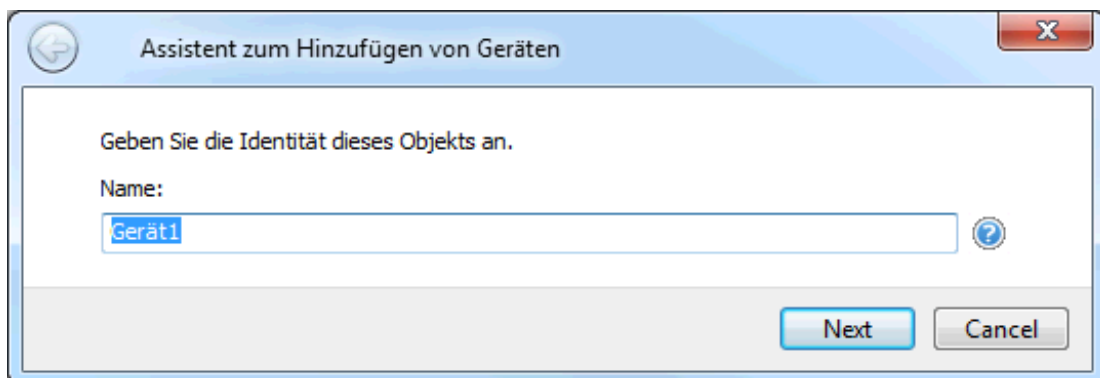 Assistent zum Hinzufügen von Geräten
Geben Sie die Identität dieses Objekts an.
Name:
Gerät1
Next Cancel